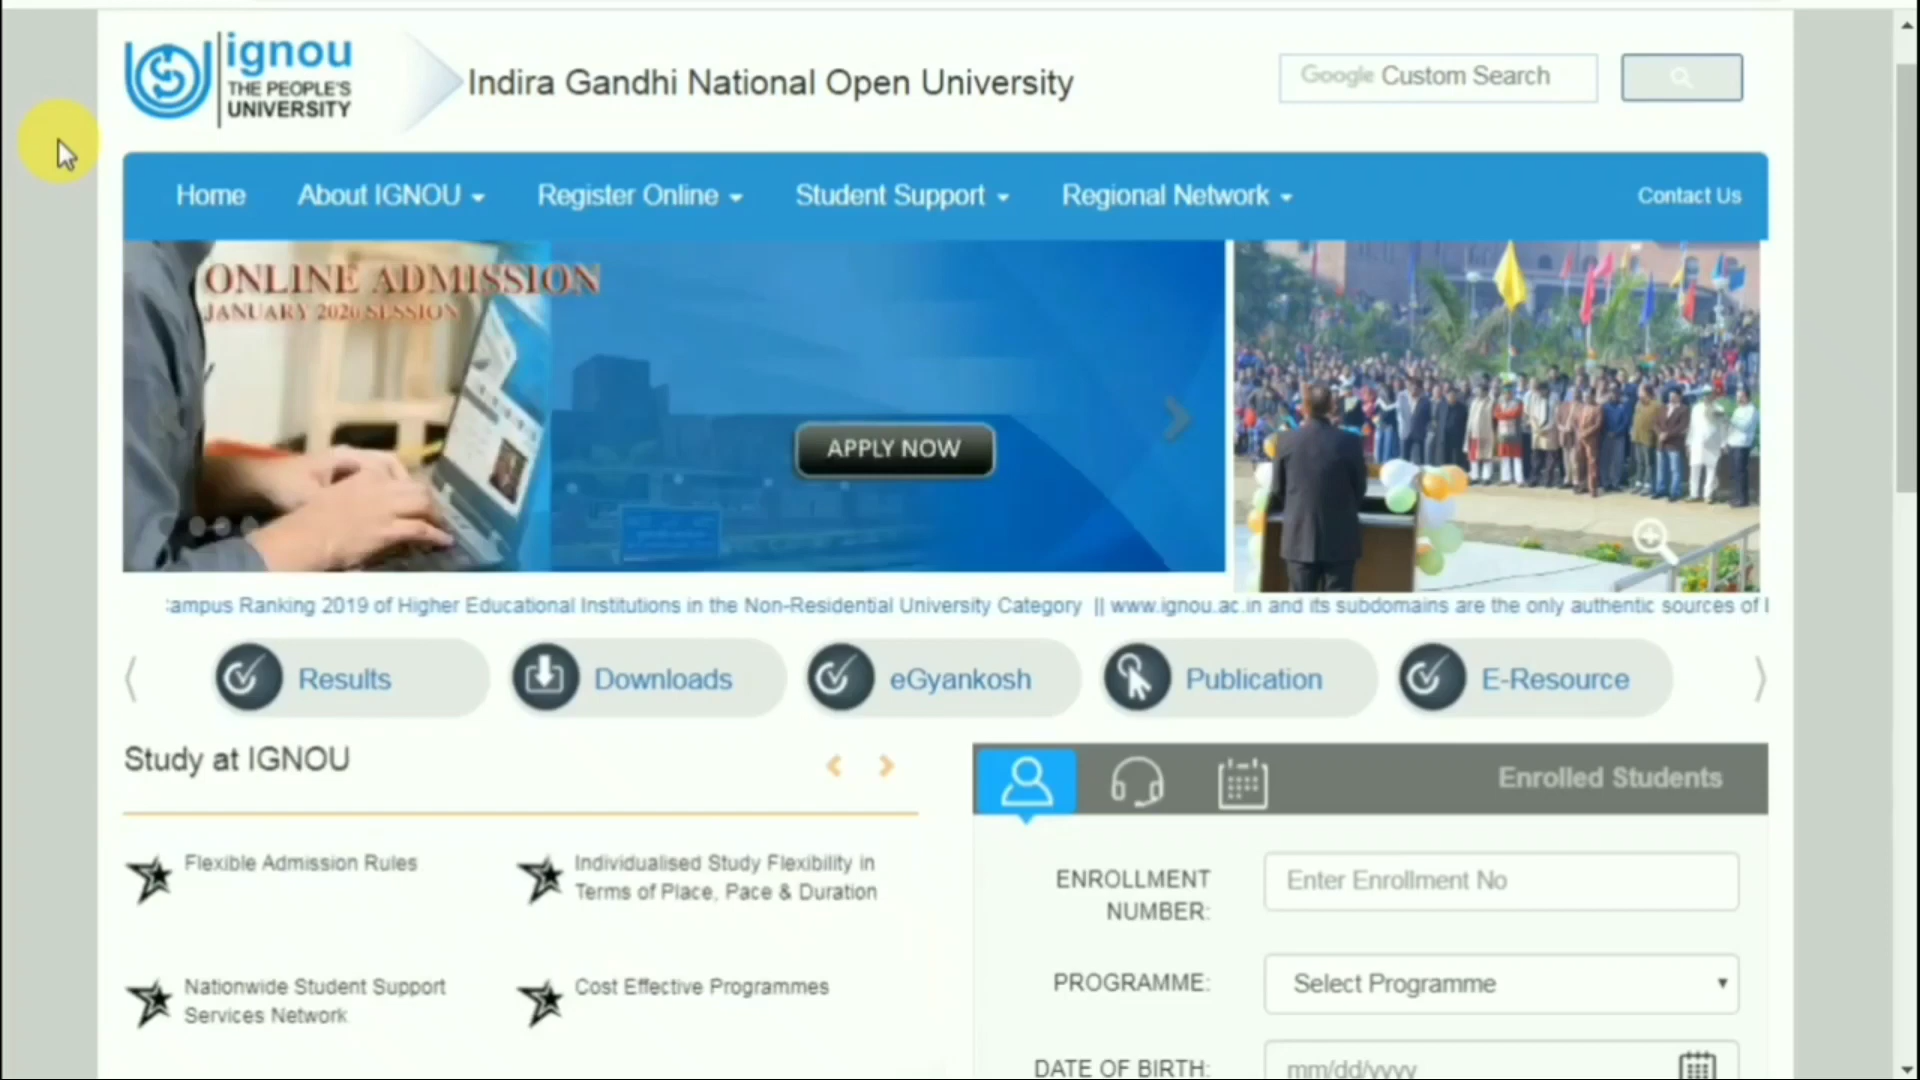 ignou
THE PEOPLE'S
UNIVERSITY
Indira Gandhi National Open University
Google Custom Search
Home
About IGNOU
Register Online
Student Support
Regional Network
Contact Us
ONLINE ADMISSION
JANUARY 2020 SESSION
APPLY NOW
ampus Ranking 2019 of Higher Educational Institutions in the Non-Residential University Category || www.ignou.ac.in and its subdomains are the only authentic sources of
Results
Downloads
eGyankosh
Publication
E-Resource
Study at IGNOU
Enrolled Students
Flexible Admission Rules
Individualised Study Flexibility in
Terms of Place, Pace & Duration
Nationwide Student Support
Services Network
Cost Effective Programmes
ENROLLMENT
NUMBER:
Enter Enrollment No
PROGRAMME:
Select Programme
DATE OF BIRTH:
mm/dd/yyyy